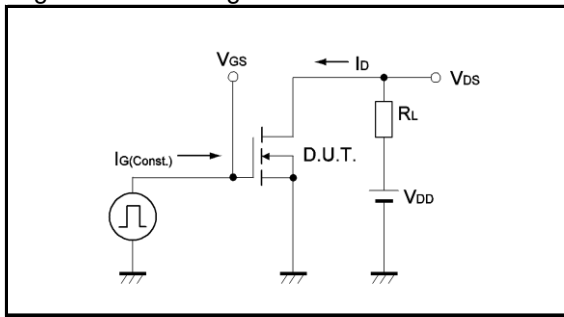 VGS
ID
VDS
RL
IG(Const.)
D.U.T.
VDD